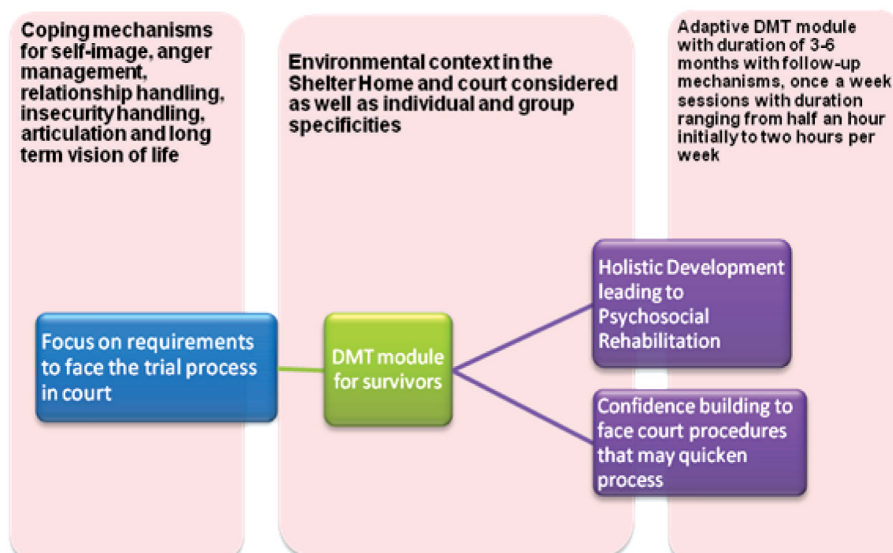 Coping mechanisms
for self-image, anger
management,
relationship handling,
insecurity handling,
articulation and long
term vision of life
Environmental context in the
Shelter Home and court considered
as well as individual and group
specificities
Adaptive DMT module
with duration of 3-6
months with follow-up
mechanisms, once a week
sessions with duration
ranging from half an hour
initially to two hours per
week
Focus on requirements
to face the trial process
in court
DMT module
for survivors
Holistic Development
leading to
Psychosocial
Rehabilitation
Confidence building to
face court procedures
that may quicken
process